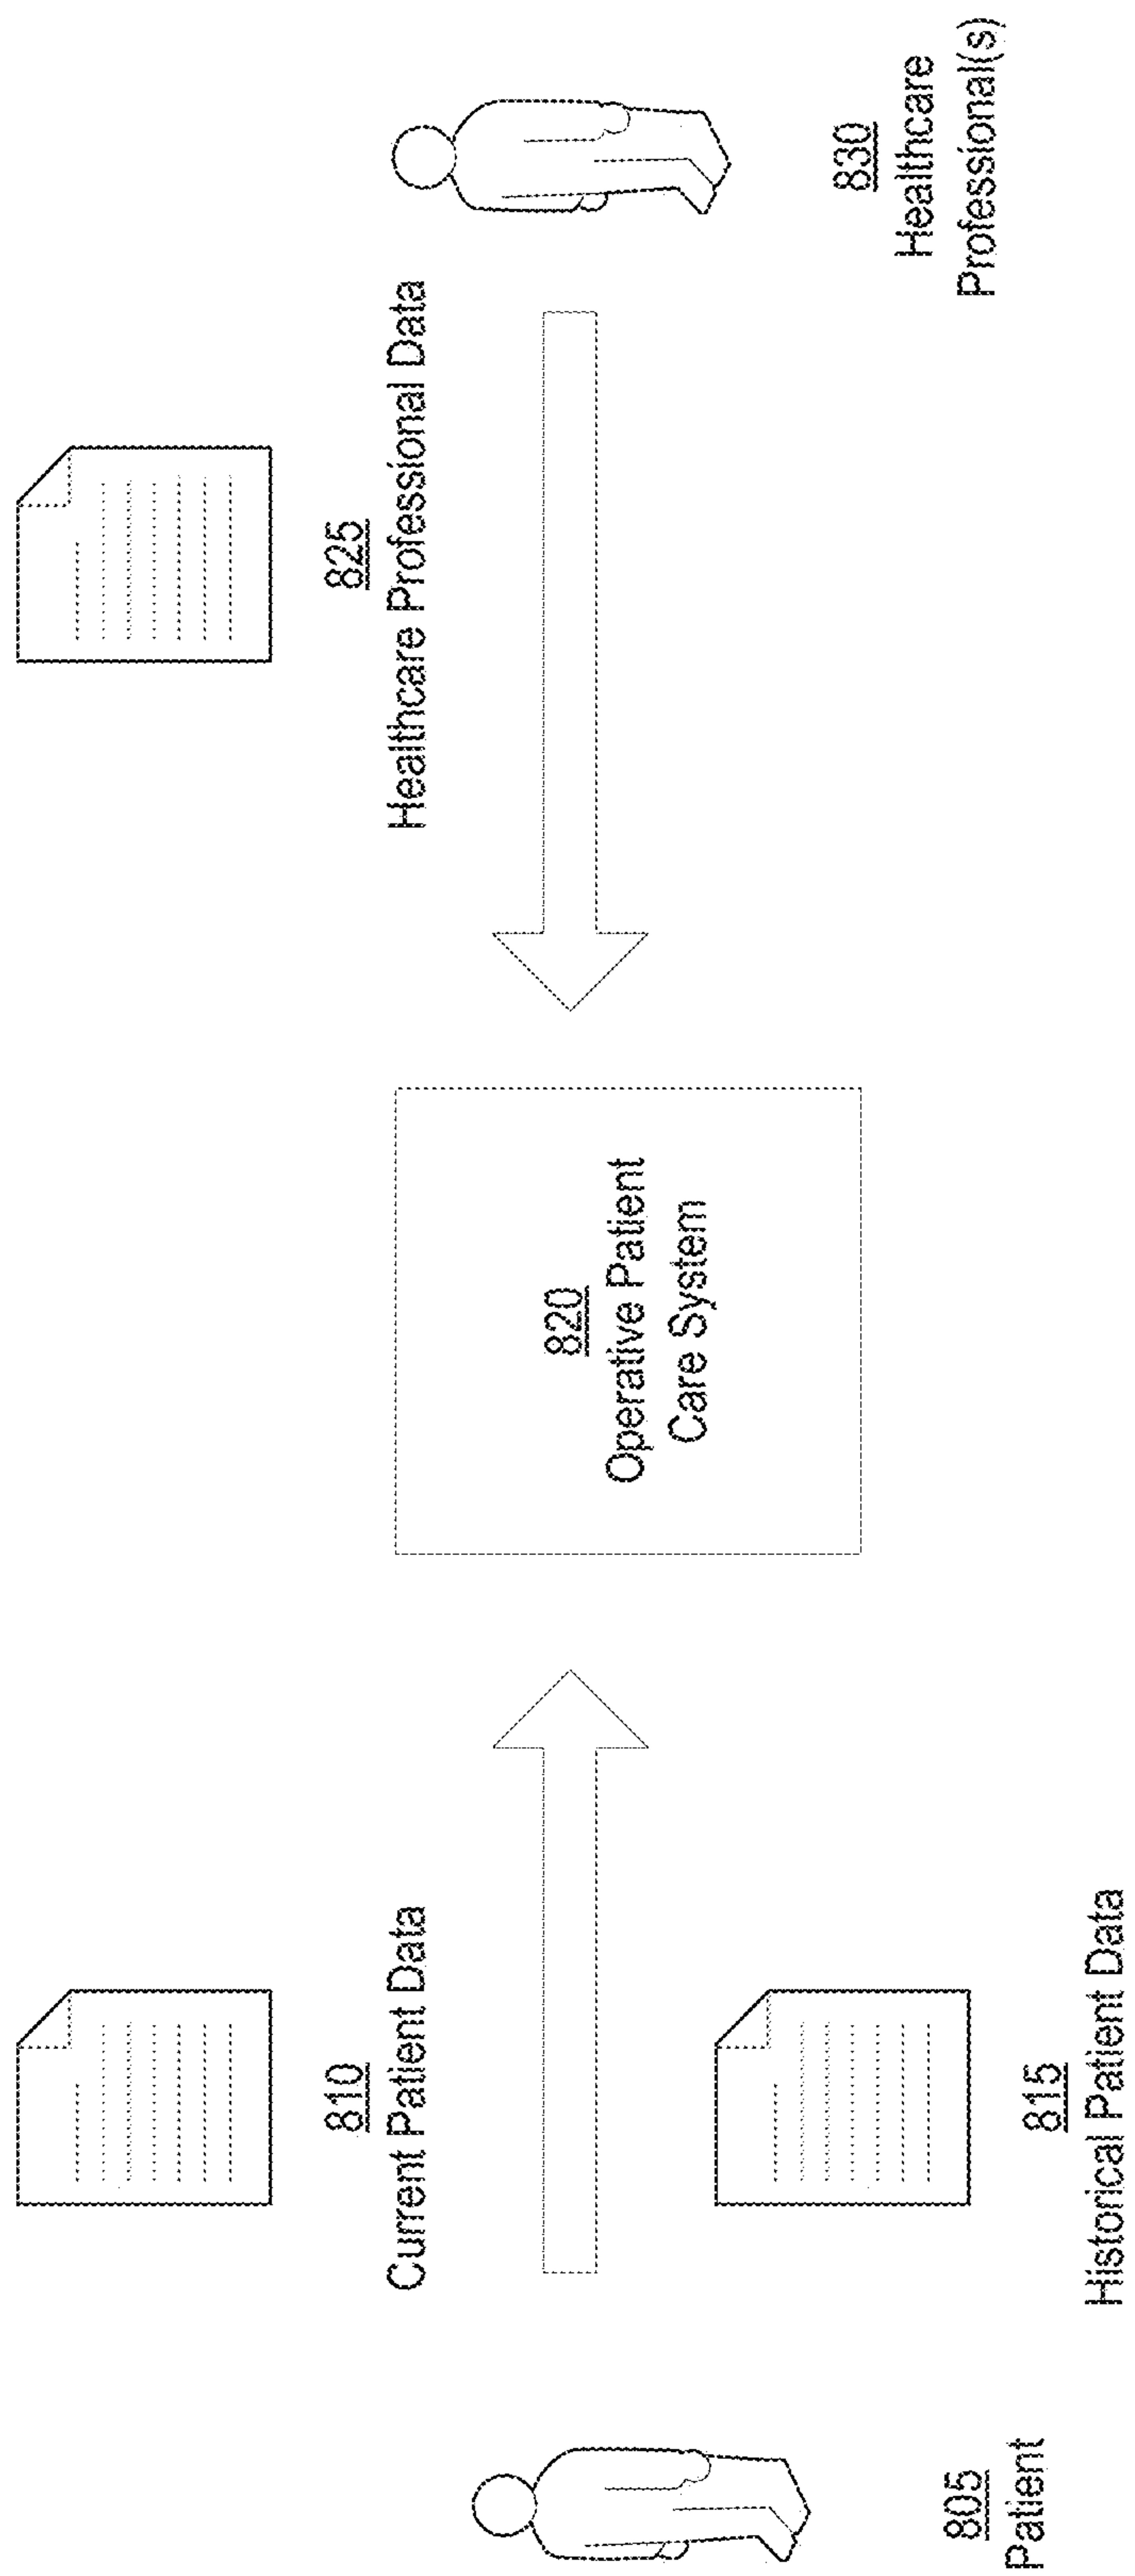 805
Patient
810
Current Patient Data
815
Historical Patient Data
820
Operative Patient
Care System
825
Healthcare Professional Data
830
Healthcare
Professional(s)